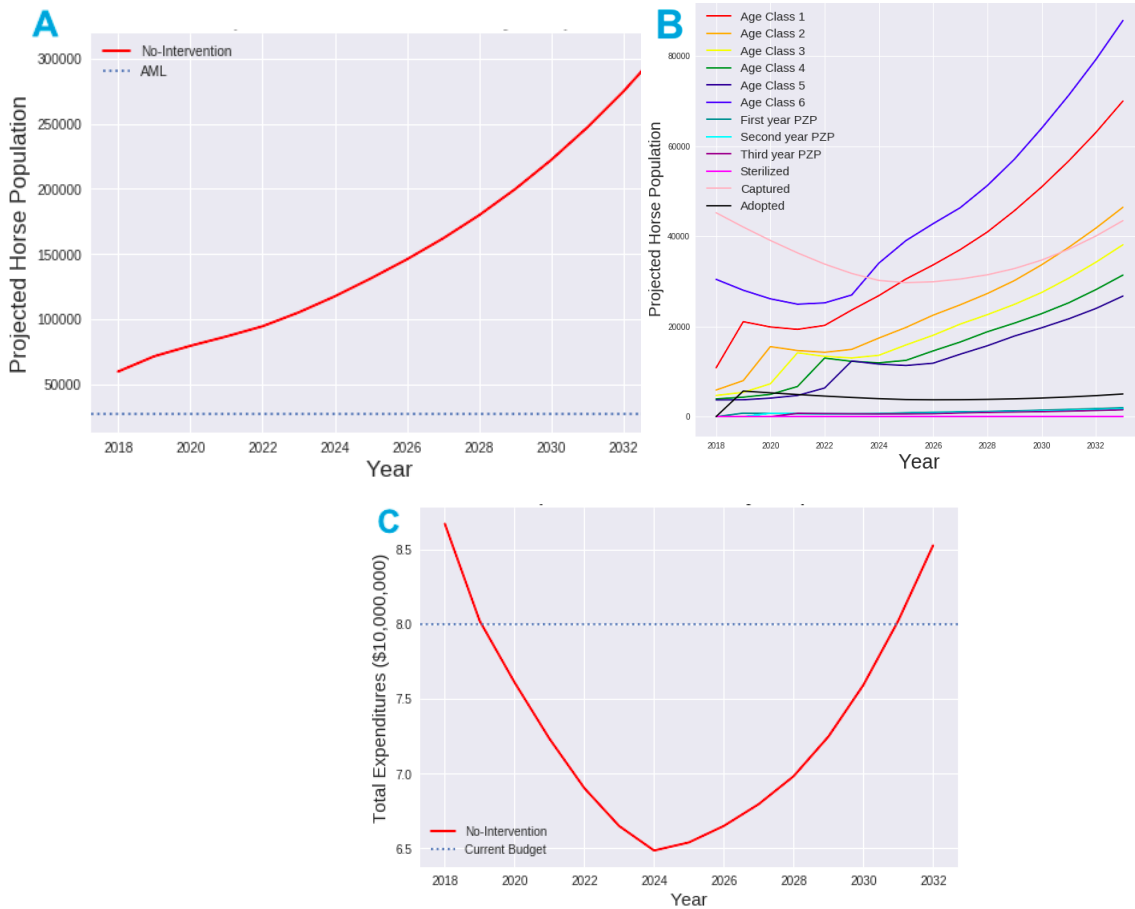 A
No-Intervention
AML
300000
250000
200000
150000
100000
50000
2018 2020 2022 2024 2026 2028 2030 2032
Year
Projected Horse Population
B
Age Class 1
Age Class 2
Age Class 3
Age Class 4
Age Class 5
Age Class 6
First year PZP
Second year PZP
Third year PZP
Sterilized
Captured
Adopted
80000
60000
40000
20000
0
2018 2020 2022 2024 2026 2028 2030 2032
Year
Projected Horse Population
C
8.5
8.0
7.5
7.0
6.5
No-Intervention
Current Budget
2018 2020 2022 2024 2026 2028 2030 2032
Year
Total Expenditures ($10,000,000)